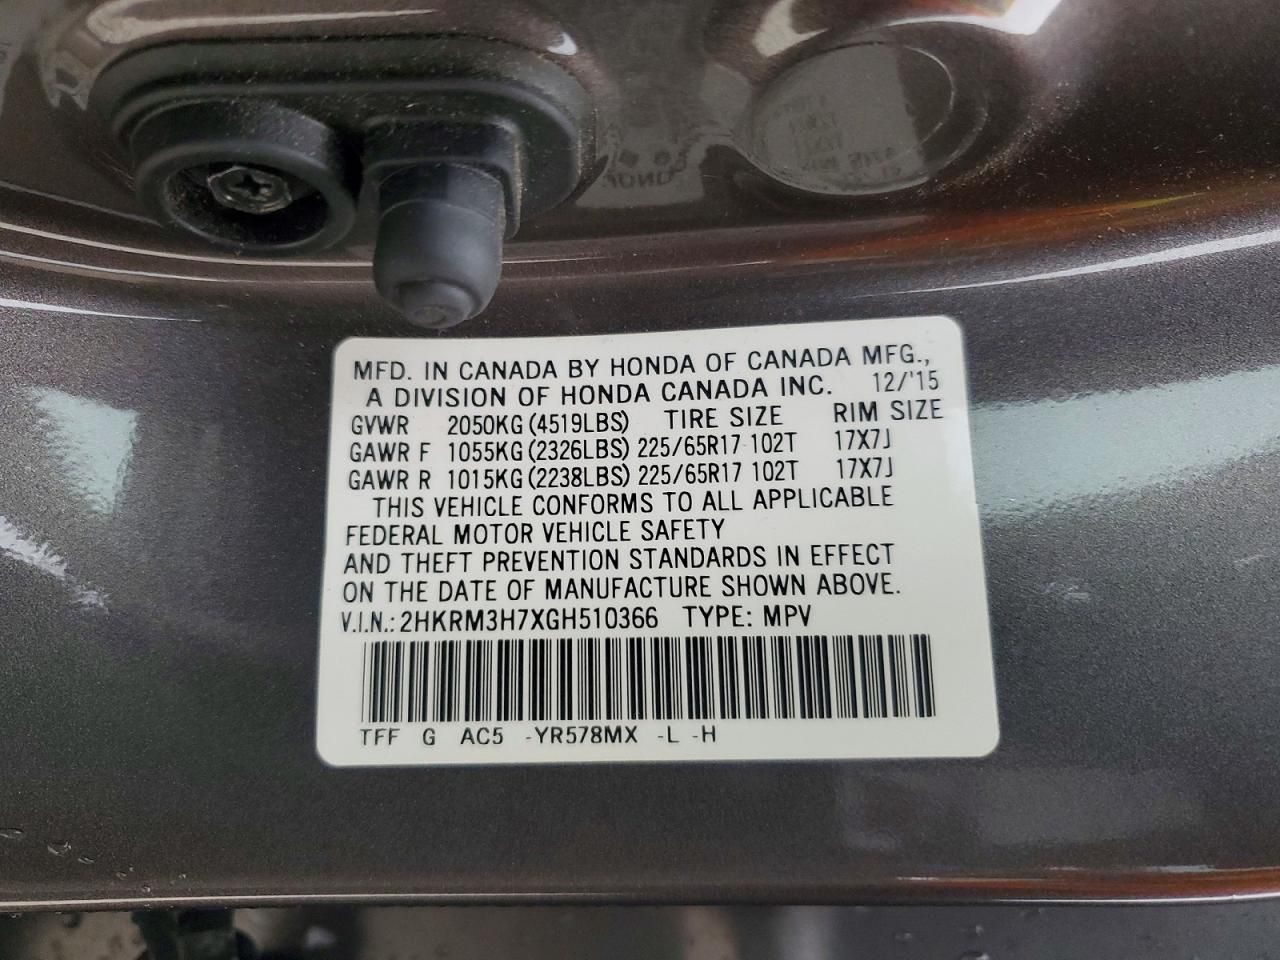 MFD. IN CANADA BY HONDA OF CANADA MFG.,
A DIVISION OF HONDA CANADA INC. 12/'15
GVWR 2050KG (4519LBS) TIRE SIZE RIM SIZE
GAWR F 1055KG (2326LBS) 225/65R17 102T 17X7J
GAWR R 1015KG (2238LBS) 225/65R17 102T 17X7J
THIS VEHICLE CONFORMS TO ALL APPLICABLE
FEDERAL MOTOR VEHICLE SAFETY
AND THEFT PREVENTION STANDARDS IN EFFECT
ON THE DATE OF MANUFACTURE SHOWN ABOVE.
V.I.N.: 2HKRM3H7XGH510366 TYPE: MPV
TFF G AC5 -YR578MX -L -H